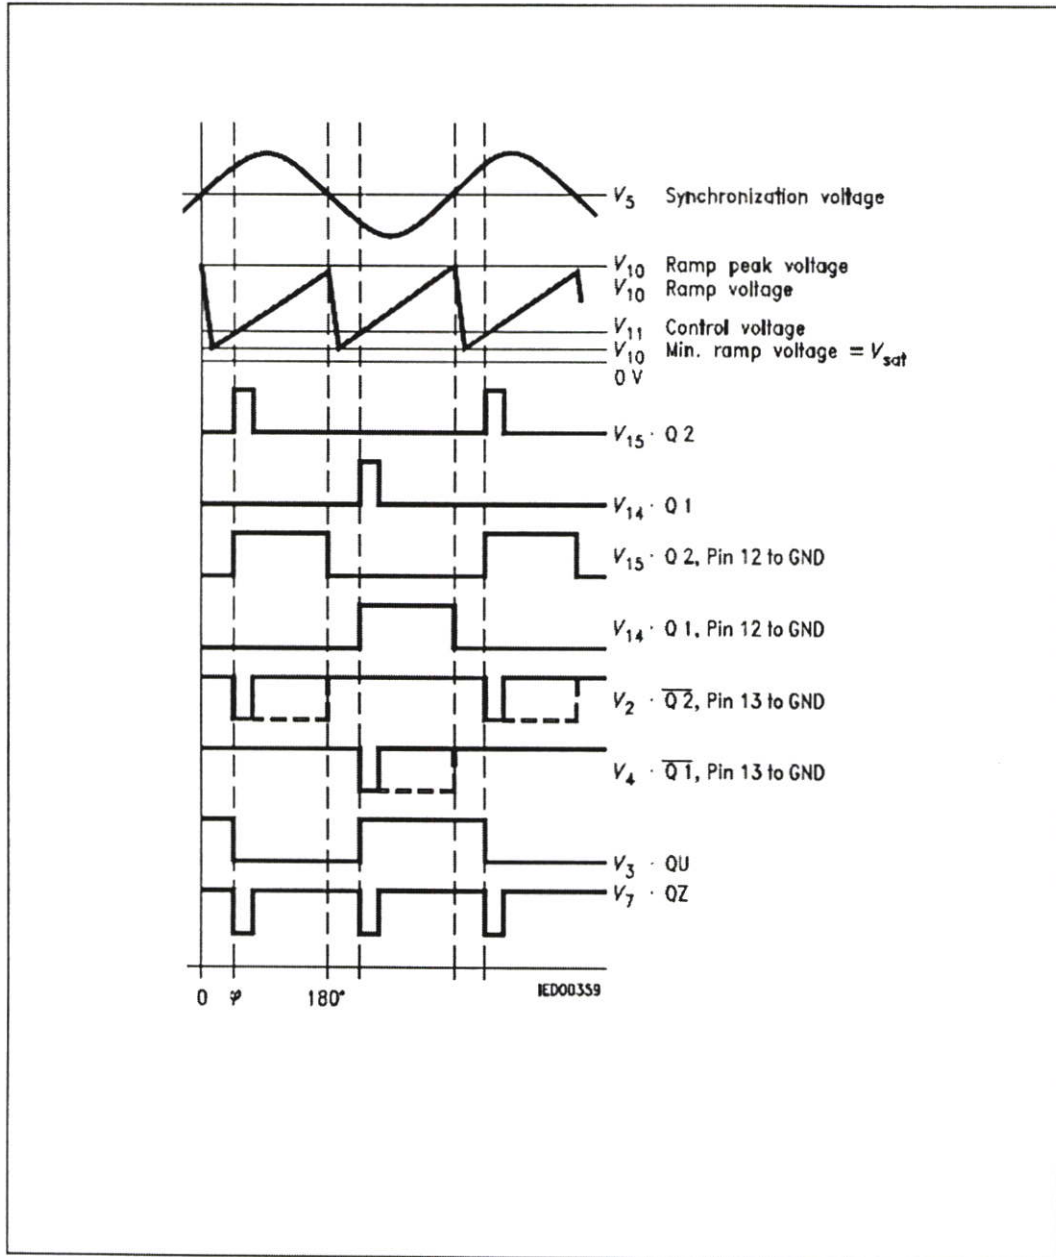 V5 Synchronization voltage
V10 Ramp peak voltage
V10 Ramp voltage
V11 Control voltage
V10 Min. ramp voltage = Vsat
0 V
V15 · Q 2
V14 · Q 1
V15 · Q 2, Pin 12 to GND
V14 · Q 1, Pin 12 to GND
V2 · Q̅ 2̅, Pin 13 to GND
V4 · Q̅ 1̅, Pin 13 to GND
V3 · QU
V7 · QZ
0 φ 180°
IED00359